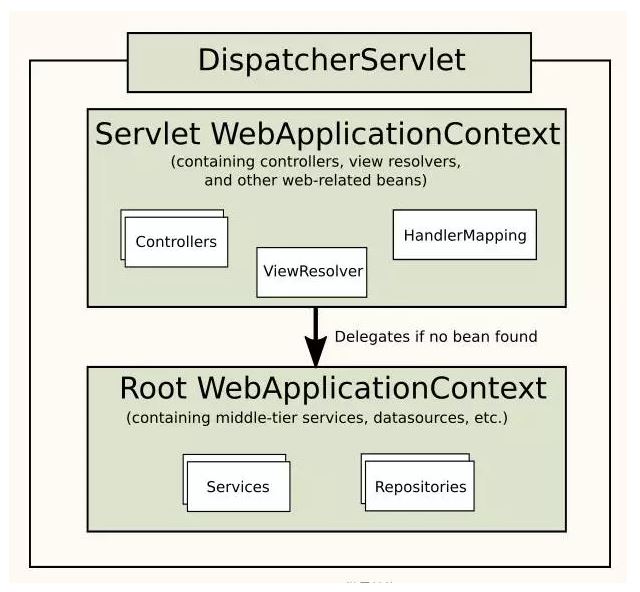 DispatcherServlet
Servlet WebApplicationContext
(containing controllers, view resolvers,
and other web-related beans)
Controllers
HandlerMapping
ViewResolver
Delegates if no bean found
Root WebApplicationContext
(containing middle-tier services, datasources, etc.)
Services
Repositories